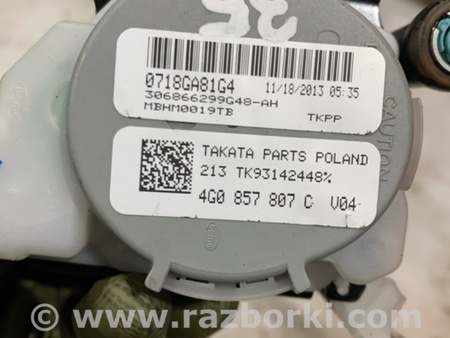 35
0718GA81G4 11/18/2013 05:35
306866299G48-AH
MBHM0019TB TKPP
CAUTION
TAKATA PARTS POLAND
213 TK93142448%
4G0 857 807 C V04
www.razborki.com